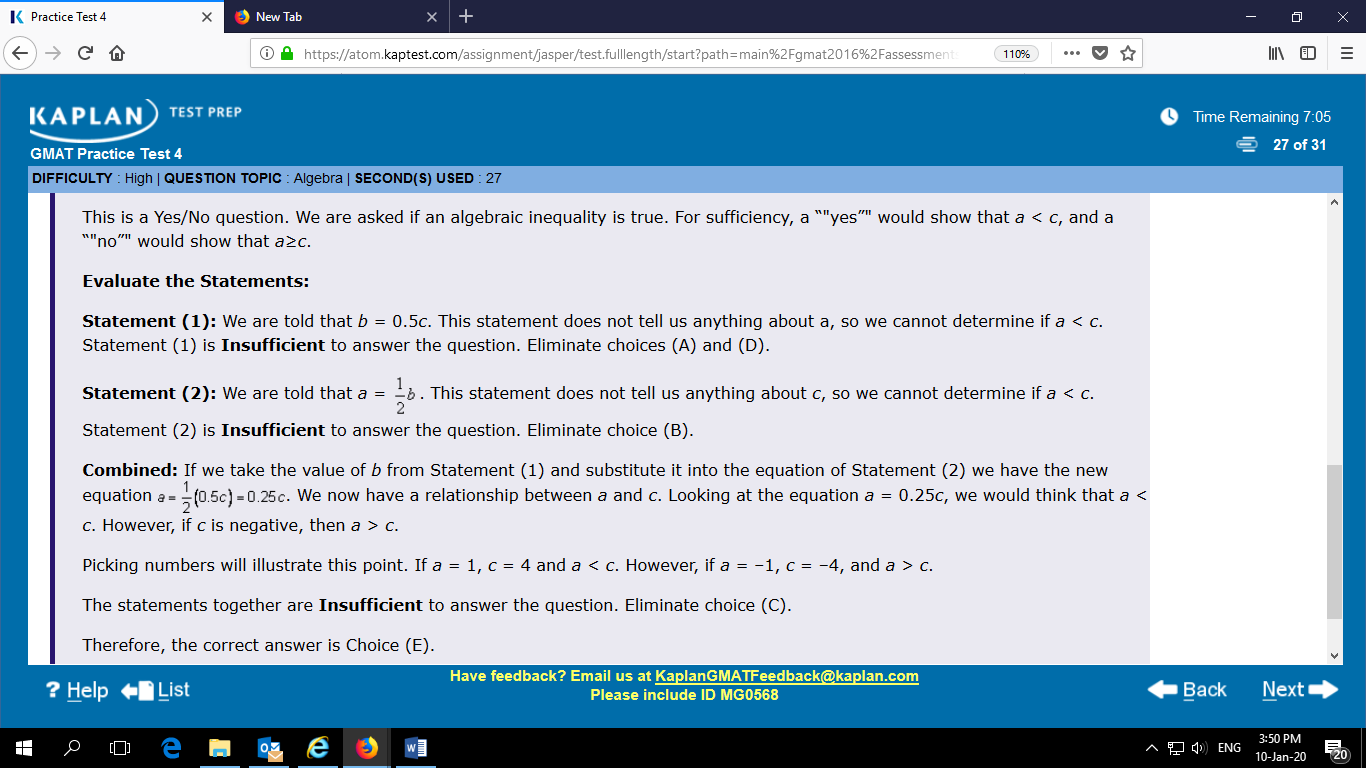 Practice Test 4
New Tab
https://atom.kaptest.com/assignment/jasper/test.fulllength/start?path=main%2Fgmat2016%2Fassessment
110%
KAPLAN TEST PREP
Time Remaining 7:05
27 of 31
GMAT Practice Test 4
DIFFICULTY : High | QUESTION TOPIC : Algebra | SECOND(S) USED : 27
This is a Yes/No question. We are asked if an algebraic inequality is true. For sufficiency, a “"yes”" would show that a < c, and a
“"no”" would show that a≥c.
Evaluate the Statements:
Statement (1): We are told that b = 0.5c. This statement does not tell us anything about a, so we cannot determine if a < c.
Statement (1) is Insufficient to answer the question. Eliminate choices (A) and (D).
Statement (2): We are told that a = 1/2 b . This statement does not tell us anything about c, so we cannot determine if a < c.
Statement (2) is Insufficient to answer the question. Eliminate choice (B).
Combined: If we take the value of b from Statement (1) and substitute it into the equation of Statement (2) we have the new
equation a = 1/2 (0.5c) = 0.25c. We now have a relationship between a and c. Looking at the equation a = 0.25c, we would think that a <
c. However, if c is negative, then a > c.
Picking numbers will illustrate this point. If a = 1, c = 4 and a < c. However, if a = −1, c = −4, and a > c.
The statements together are Insufficient to answer the question. Eliminate choice (C).
Therefore, the correct answer is Choice (E).
Have feedback? Email us at KaplanGMATFeedback@kaplan.com
Please include ID MG0568
? Help List
Back Next
ENG
3:50 PM
10-Jan-20
20